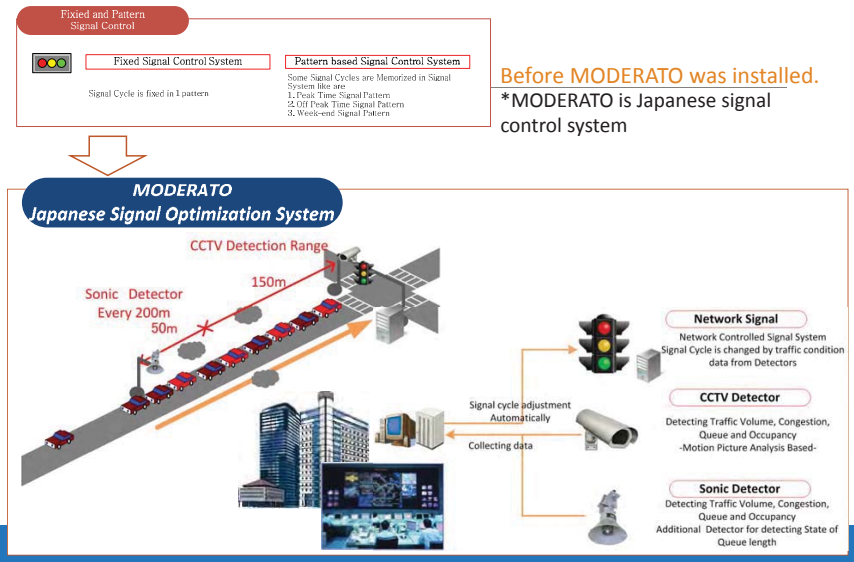 Fixied and Pattern
Signal Control
Fixed Signal Control System
Signal Cycle is fixed in 1 pattern
Pattern based Signal Control System
Some Signal Cycles are Memorized in Signal
System like are
1. Peak Time Signal Pattern
2. Off Peak Time Signal Pattern
3. Week-end Signal Pattern
Before MODERATO was installed.
*MODERATO is Japanese signal
control system
MODERATO
Japanese Signal Optimization System
CCTV Detection Range
150m
Sonic Detector
Every 200m
50m
Signal cycle adjustment
Automatically
Collecting data
Network Signal
Network Controlled Signal System
Signal Cycle is changed by traffic condition
data from Detectors
CCTV Detector
Detecting Traffic Volume, Congestion,
Queue and Occupancy
-Motion Picture Analysis Based-
Sonic Detector
Detecting Traffic Volume, Congestion,
Queue and Occupancy
Additional Detector for detecting State of
Queue length